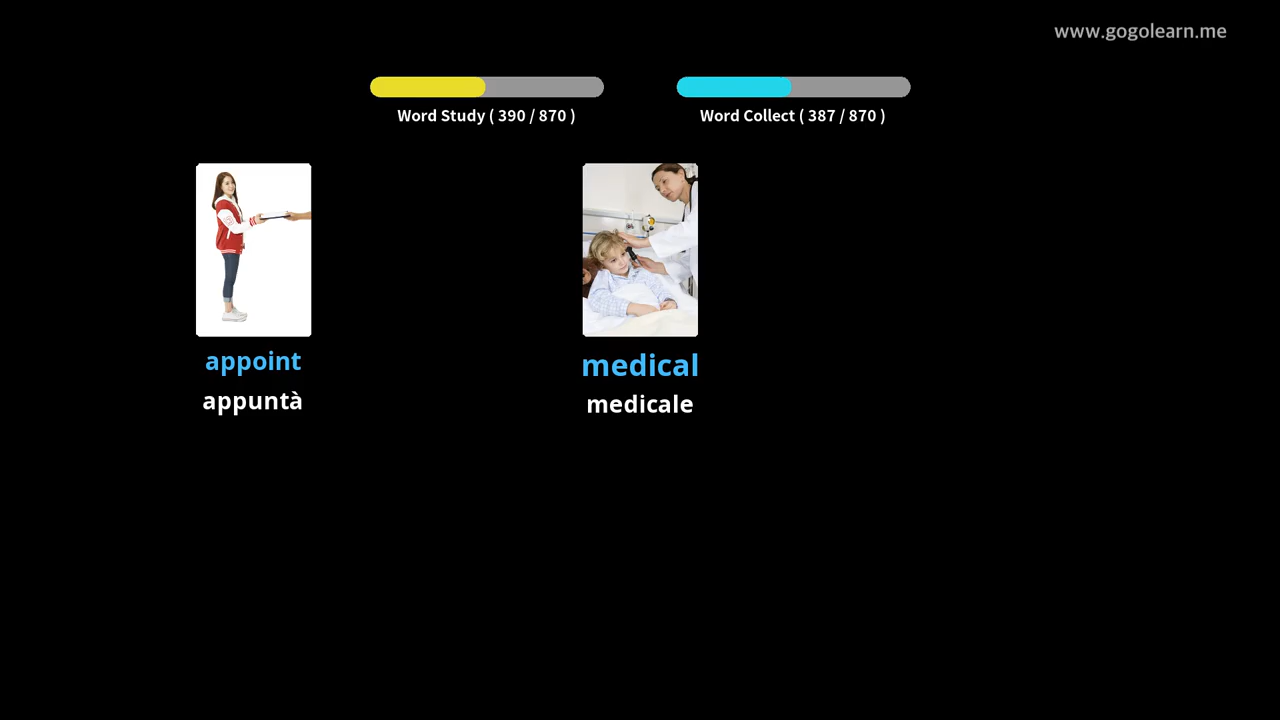 www.gogolearn.me
Word Study ( 390 / 870 )
Word Collect ( 387 / 870 )
appoint
appuntà
medical
medicale